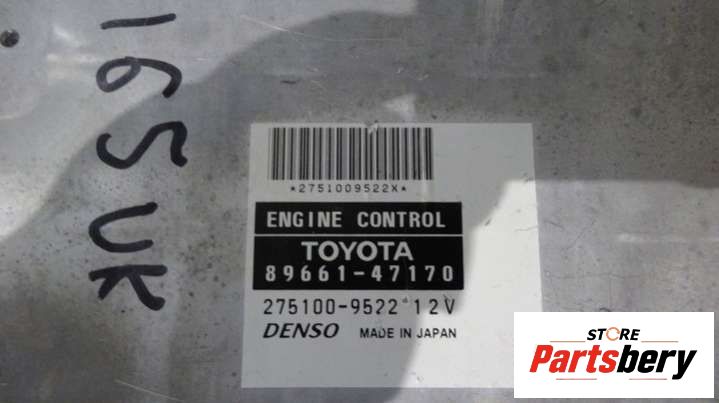 165 UK
*2751009522X*
ENGINE CONTROL
TOYOTA
89661-47170
275100-9522 12V
DENSO MADE IN JAPAN
STORE
Partsbery